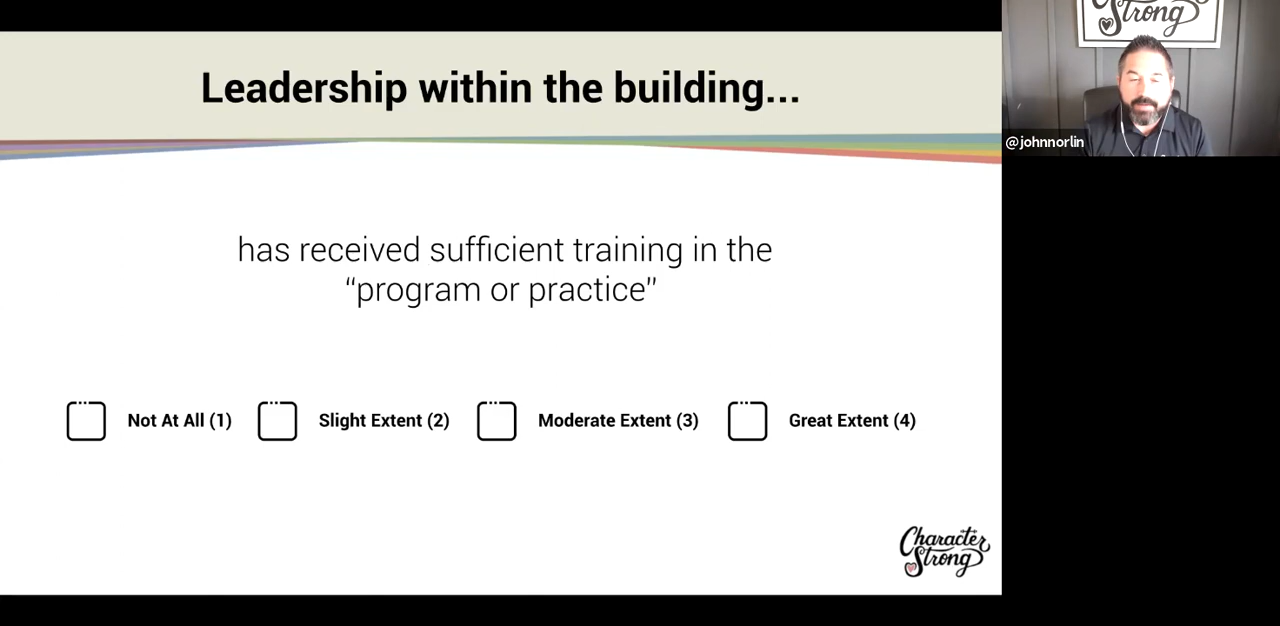 Leadership within the building...
has received sufficient training in the
“program or practice”
Not At All (1) Slight Extent (2) Moderate Extent (3) Great Extent (4)
Character
Strong
Strong
@johnnorlin